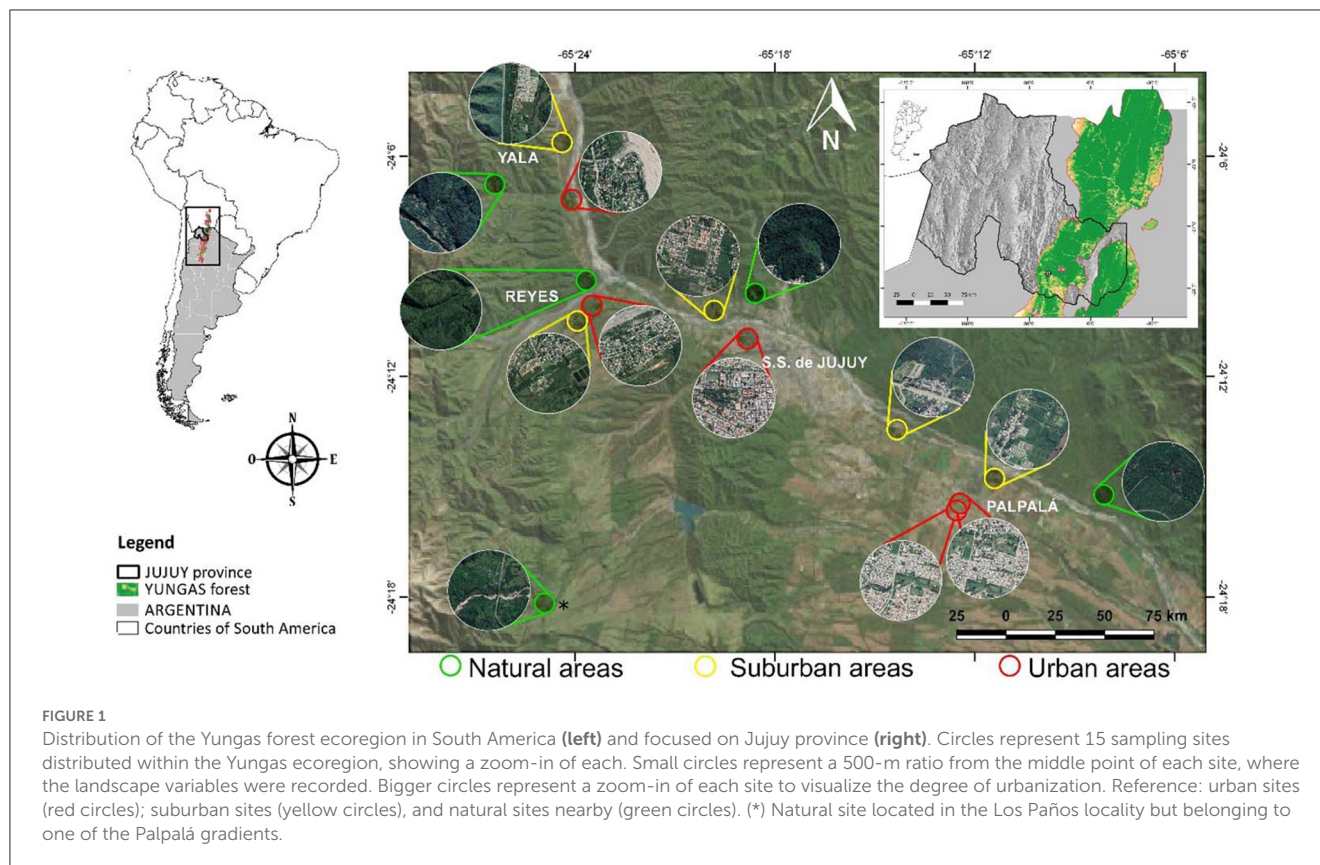 -65°24'
-65°18'
-65°12'
-65°6'
-24°6'
-24°6'
N
YALA
REYES
S.S. de JUJUY
-24°12'
-24°12'
PALPALÁ
-24°18'
-24°18'
*
25 0 25 50 75 km
25 0 25 50 75 km
N
O E
S
Legend
JUJUY province
YUNGAS forest
ARGENTINA
Countries of South America
Natural areas Suburban areas Urban areas
FIGURE 1
Distribution of the Yungas forest ecoregion in South America (left) and focused on Jujuy province (right). Circles represent 15 sampling sites
distributed within the Yungas ecoregion, showing a zoom-in of each. Small circles represent a 500-m ratio from the middle point of each site, where
the landscape variables were recorded. Bigger circles represent a zoom-in of each site to visualize the degree of urbanization. Reference: urban sites
(red circles); suburban sites (yellow circles), and natural sites nearby (green circles). (*) Natural site located in the Los Paños locality but belonging to
one of the Palpalá gradients.